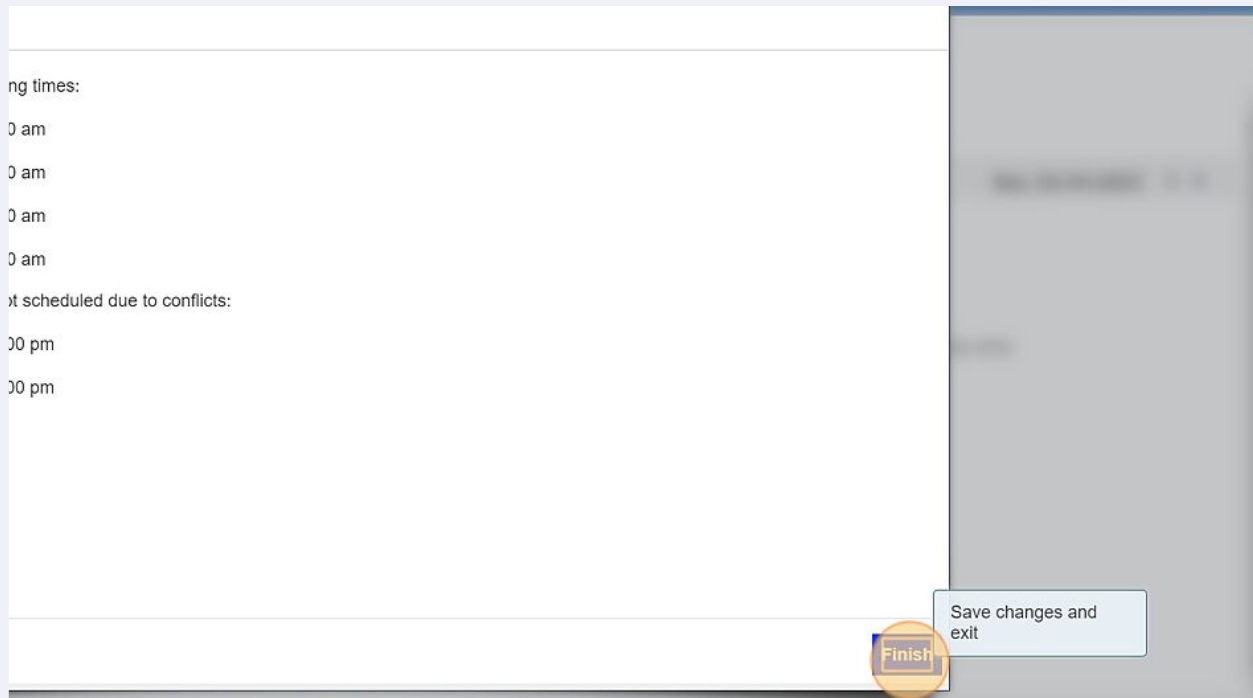 ng times:
0 am
0 am
0 am
0 am
ot scheduled due to conflicts:
00 pm
00 pm
Save changes and
exit
Finish